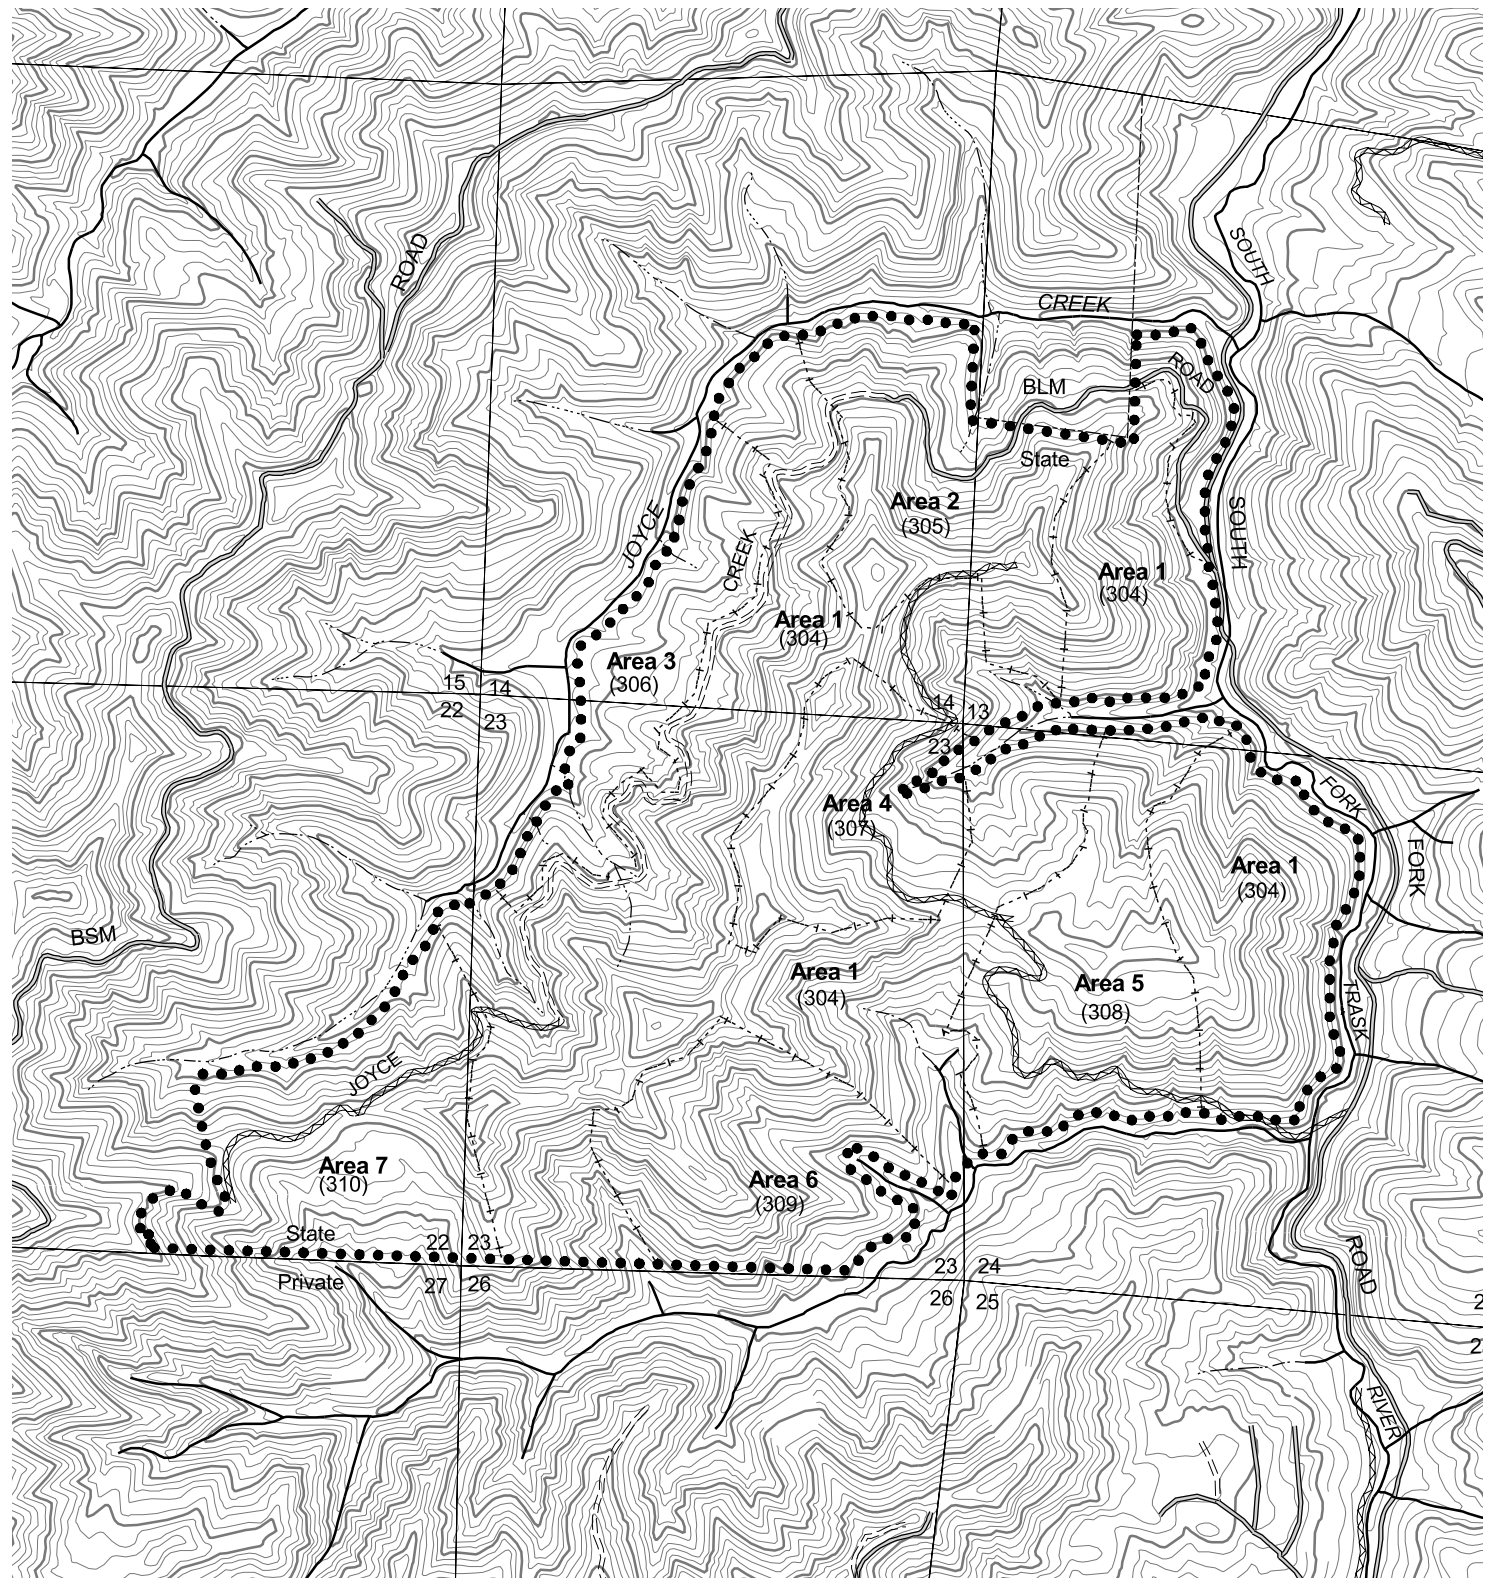 ROAD
SOUTH
CREEK
ROAD
BLM
State
Area 2
(305)
JOYCE
CREEK
SOUTH
Area 1
(304)
Area 1
(304)
Area 3
(306)
15
14
22
23
14
13
23
Area 4
(307)
FORK
FORK
Area 1
(304)
BSM
Area 1
(304)
Area 5
(308)
TRASK
JOYCE
Area 7
(310)
Area 6
(309)
State
22
23
Private
27
26
23
24
26
25
ROAD
2
2
RIVER